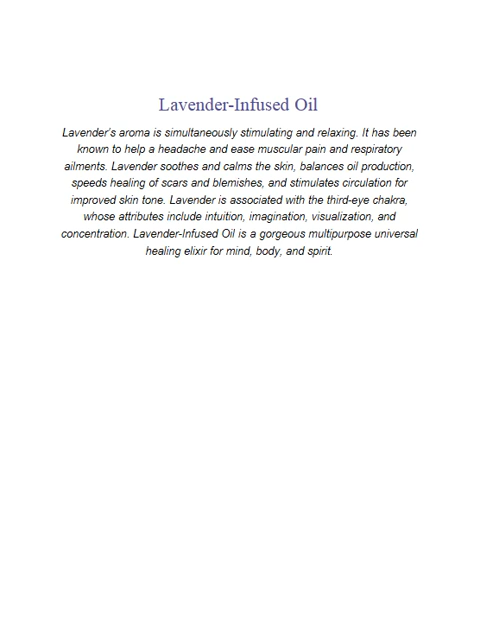 Lavender-Infused Oil
Lavender's aroma is simultaneously stimulating and relaxing. It has been
known to help a headache and ease muscular pain and respiratory
ailments. Lavender soothes and calms the skin, balances oil production,
speeds healing of scars and blemishes, and stimulates circulation for
improved skin tone. Lavender is associated with the third-eye chakra,
whose attributes include intuition, imagination, visualization, and
concentration. Lavender-Infused Oil is a gorgeous multipurpose universal
healing elixir for mind, body, and spirit.